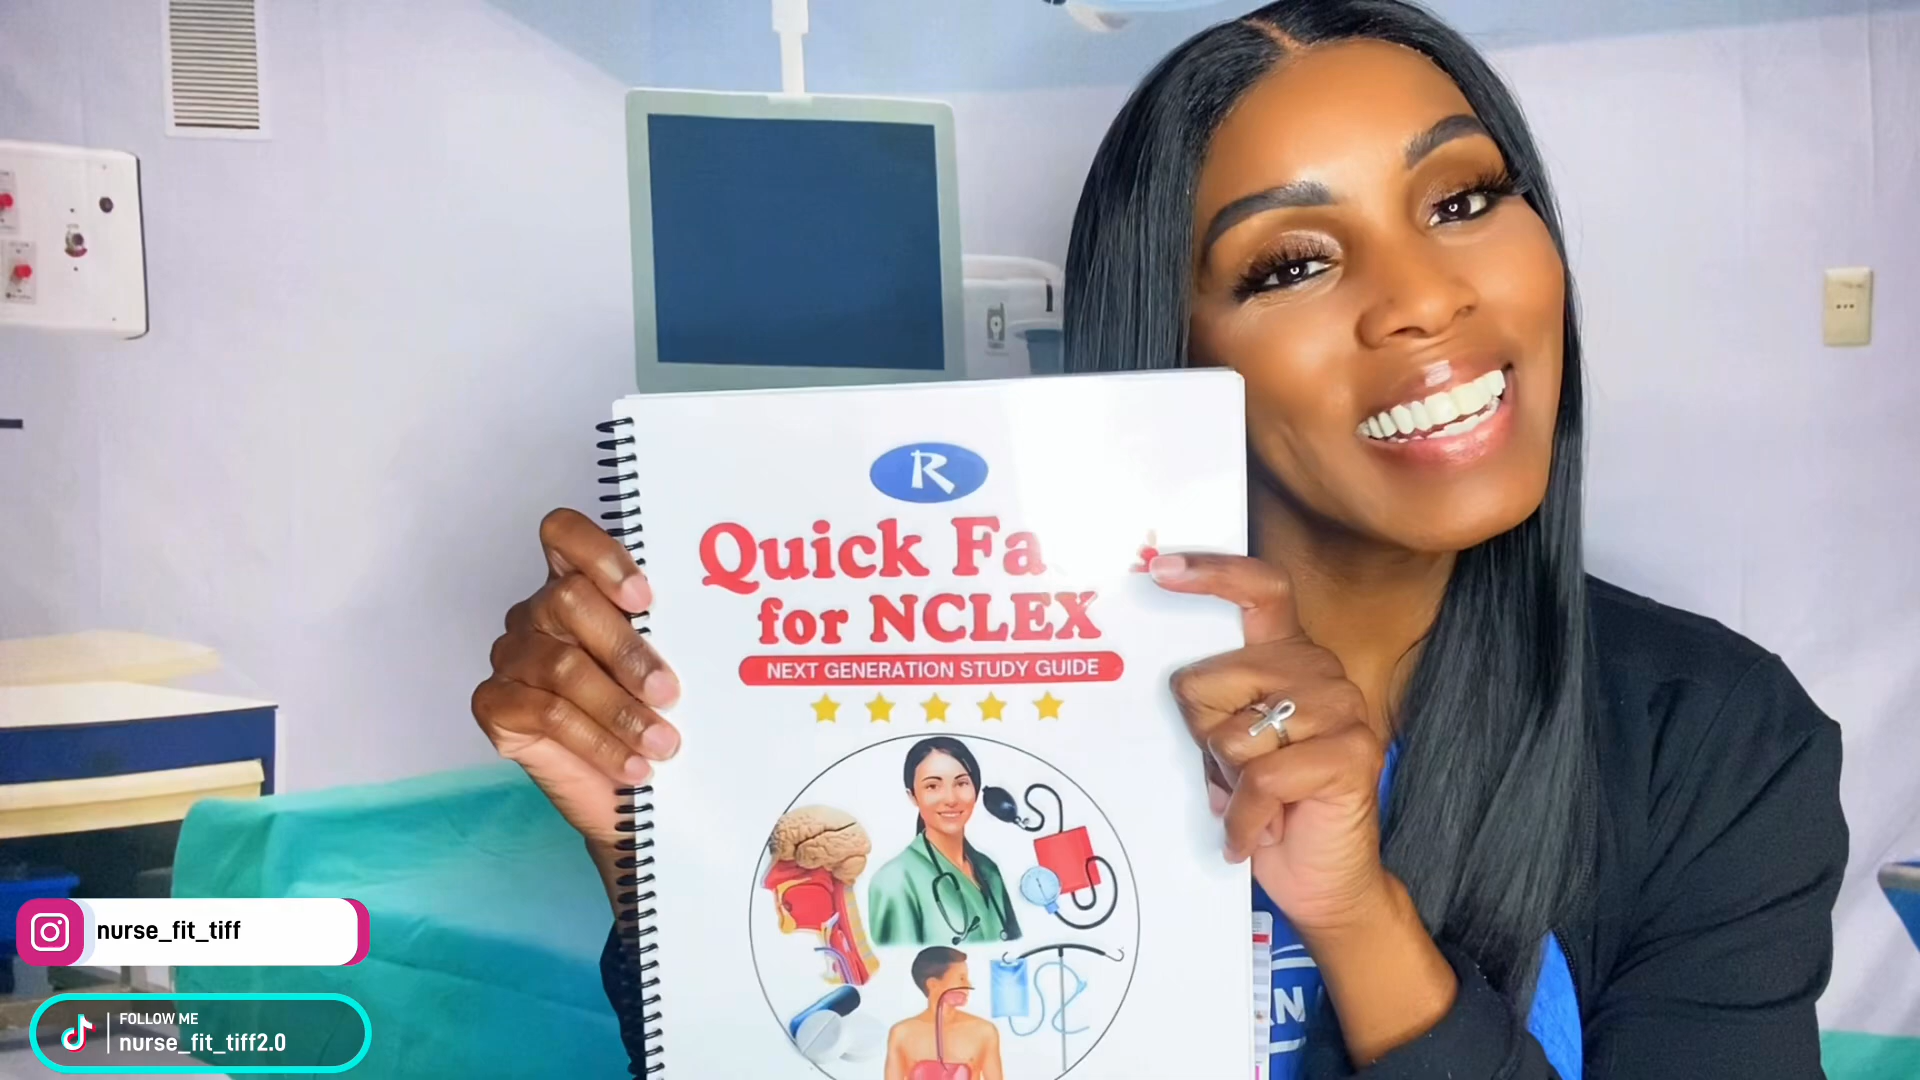 R
Quick Fa
for NCLEX
NEXT GENERATION STUDY GUIDE
nurse_fit_tiff
FOLLOW ME
nurse_fit_tiff2.0